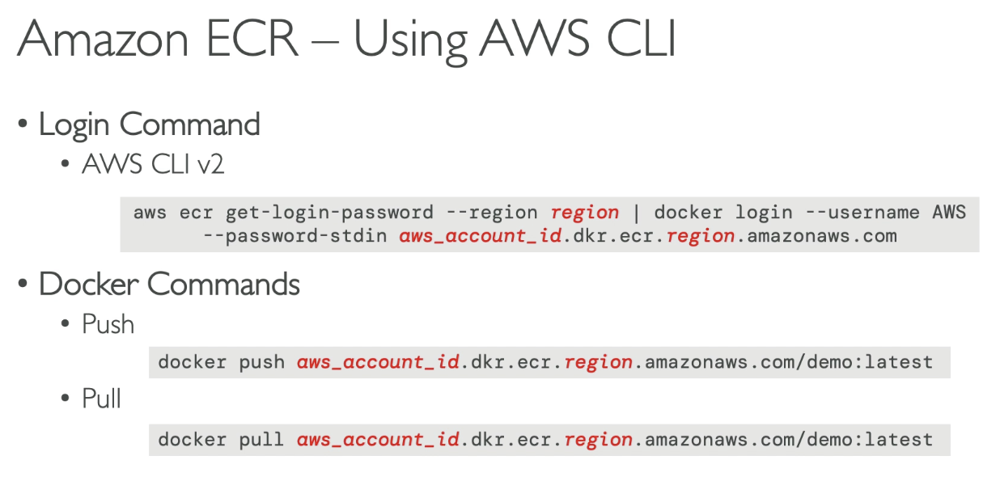 Amazon ECR – Using AWS CLI
• Login Command
• AWS CLI v2
aws ecr get-login-password --region region | docker login --username AWS
--password-stdin aws_account_id.dkr.ecr.region.amazonaws.com
• Docker Commands
• Push
docker push aws_account_id.dkr.ecr.region.amazonaws.com/demo:latest
• Pull
docker pull aws_account_id.dkr.ecr.region.amazonaws.com/demo:latest